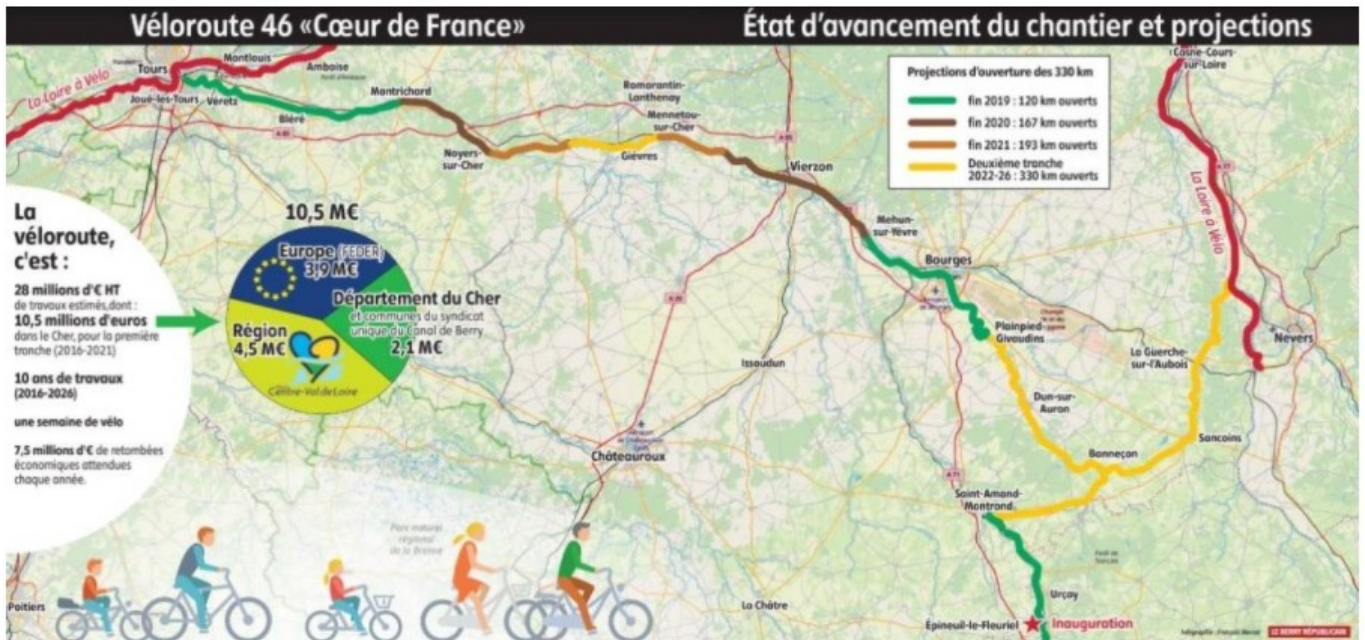 Véloroute 46 «Cœur de France»
État d'avancement du chantier et projections
Projections d'ouverture des 330 km
fin 2019 : 120 km ouverts
fin 2020 : 167 km ouverts
fin 2021 : 193 km ouverts
Deuxième tranche
2022-26 : 330 km ouverts
La Loire à Vélo
Tours
Montlouis
Amboise
Joué-les-Tours
Véretz
Bléré
Montrichard
Noyers-
sur-Cher
Romorantin-
Lanthenay
Mennetou-
sur-Cher
Gièvres
Vierzon
Mehun-
sur-Yèvre
Bourges
Plainpied-
Givaudins
Cosne-Cours-
sur-Loire
La Loire à Vélo
Nevers
La Guerche-
sur-l'Aubois
Dun-sur-
Auron
Sancoins
Banneçon
Saint-Amand-
Montrond
Urçay
Épineuil-le-Fleuriel
Inauguration
Issoudun
Châteauroux
La Châtre
Poitiers
Parc naturel
régional
de la Brenne
A 85
A 71
La
véloroute,
c'est :
28 millions d'€ HT
de travaux estimés,dont :
10,5 millions d'euros
dans le Cher, pour la première
tranche (2016-2021)
10 ans de travaux
(2016-2026)
une semaine de vélo
7,5 millions d'€ de retombées
économiques attendues
chaque année.
10,5 M€
Europe (FEDER)
3,9 M€
Département du Cher
et communes du syndicat
unique du Canal de Berry
2,1 M€
Région
4,5 M€
Centre-Val de Loire
LE BERRY RÉPUBLICAIN